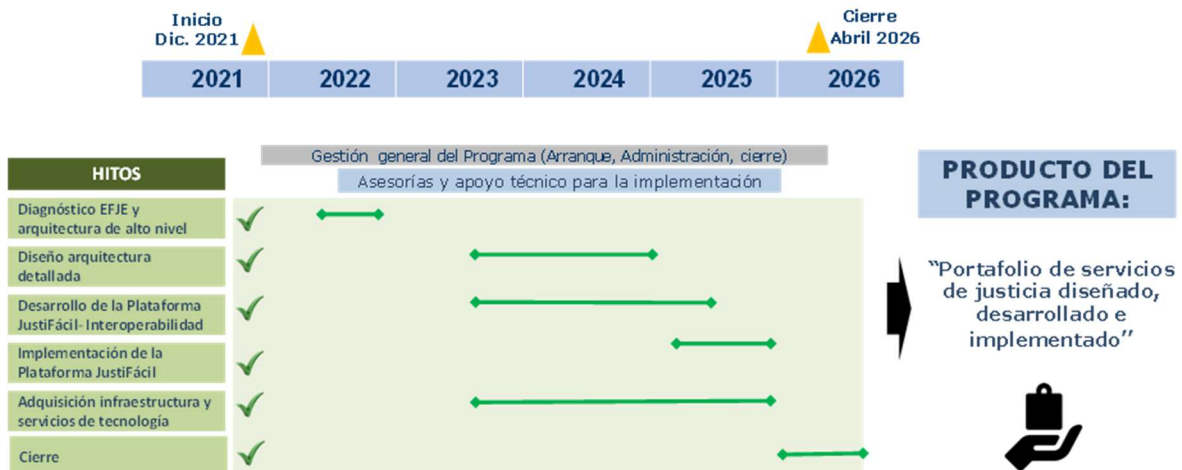 Inicio
Dic. 2021
Cierre
Abril 2026
2021 2022 2023 2024 2025 2026
Gestión general del Programa (Arranque, Administración, cierre)
HITOS
Asesorías y apoyo técnico para la implementación
Diagnóstico EFJE y
arquitectura de alto nivel
Diseño arquitectura
detallada
Desarrollo de la Plataforma
JustiFácil- Interoperabilidad
Implementación de la
Plataforma JustiFácil
Adquisición infraestructura y
servicios de tecnología
Cierre
PRODUCTO DEL
PROGRAMA:
“Portafolio de servicios
de justicia diseñado,
desarrollado e
implementado”